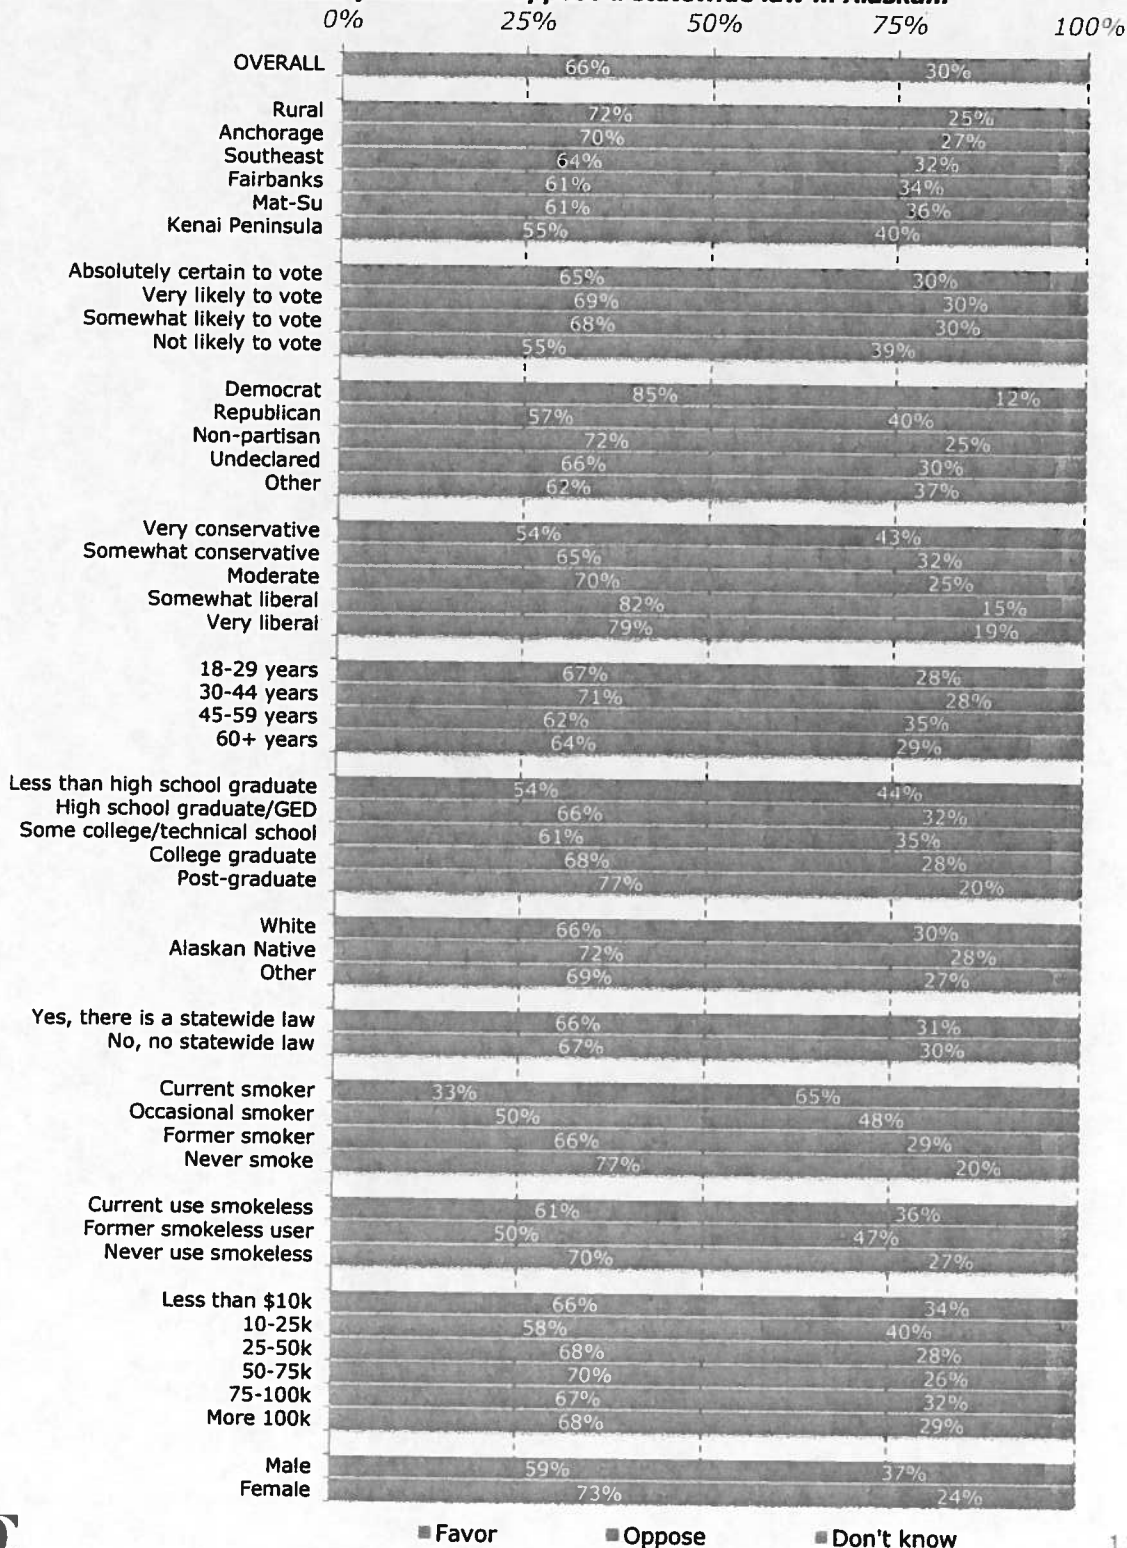 0% 25% 50% 75% 100%
OVERALL 66% 30%
Rural 72% 25%
Anchorage 70% 27%
Southeast 64% 32%
Fairbanks 61% 34%
Mat-Su 61% 36%
Kenai Peninsula 55% 40%
Absolutely certain to vote 65% 30%
Very likely to vote 69% 30%
Somewhat likely to vote 68% 30%
Not likely to vote 55% 39%
Democrat 85% 12%
Republican 57% 40%
Non-partisan 72% 25%
Undeclared 66% 30%
Other 62% 37%
Very conservative 54% 43%
Somewhat conservative 65% 32%
Moderate 70% 25%
Somewhat liberal 82% 15%
Very liberal 79% 19%
18-29 years 67% 28%
30-44 years 71% 28%
45-59 years 62% 35%
60+ years 64% 29%
Less than high school graduate 54% 44%
High school graduate/GED 66% 32%
Some college/technical school 61% 35%
College graduate 68% 28%
Post-graduate 77% 20%
White 66% 30%
Alaskan Native 72% 28%
Other 69% 27%
Yes, there is a statewide law 66% 31%
No, no statewide law 67% 30%
Current smoker 33% 65%
Occasional smoker 50% 48%
Former smoker 66% 29%
Never smoke 77% 20%
Current use smokeless 61% 36%
Former smokeless user 50% 47%
Never use smokeless 70% 27%
Less than $10k 66% 34%
10-25k 58% 40%
25-50k 68% 28%
50-75k 70% 26%
75-100k 67% 32%
More 100k 68% 29%
Male 59% 37%
Female 73% 24%
Favor Oppose Don't know